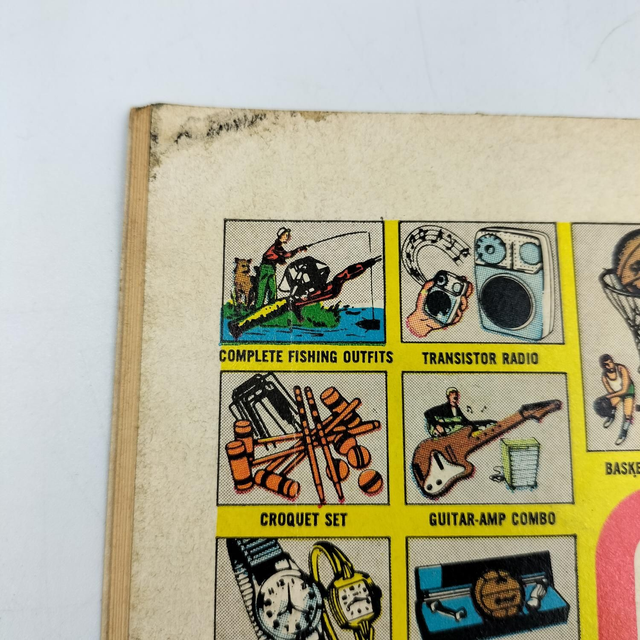 COMPLETE FISHING OUTFITS
TRANSISTOR RADIO
CROQUET SET
GUITAR-AMP COMBO